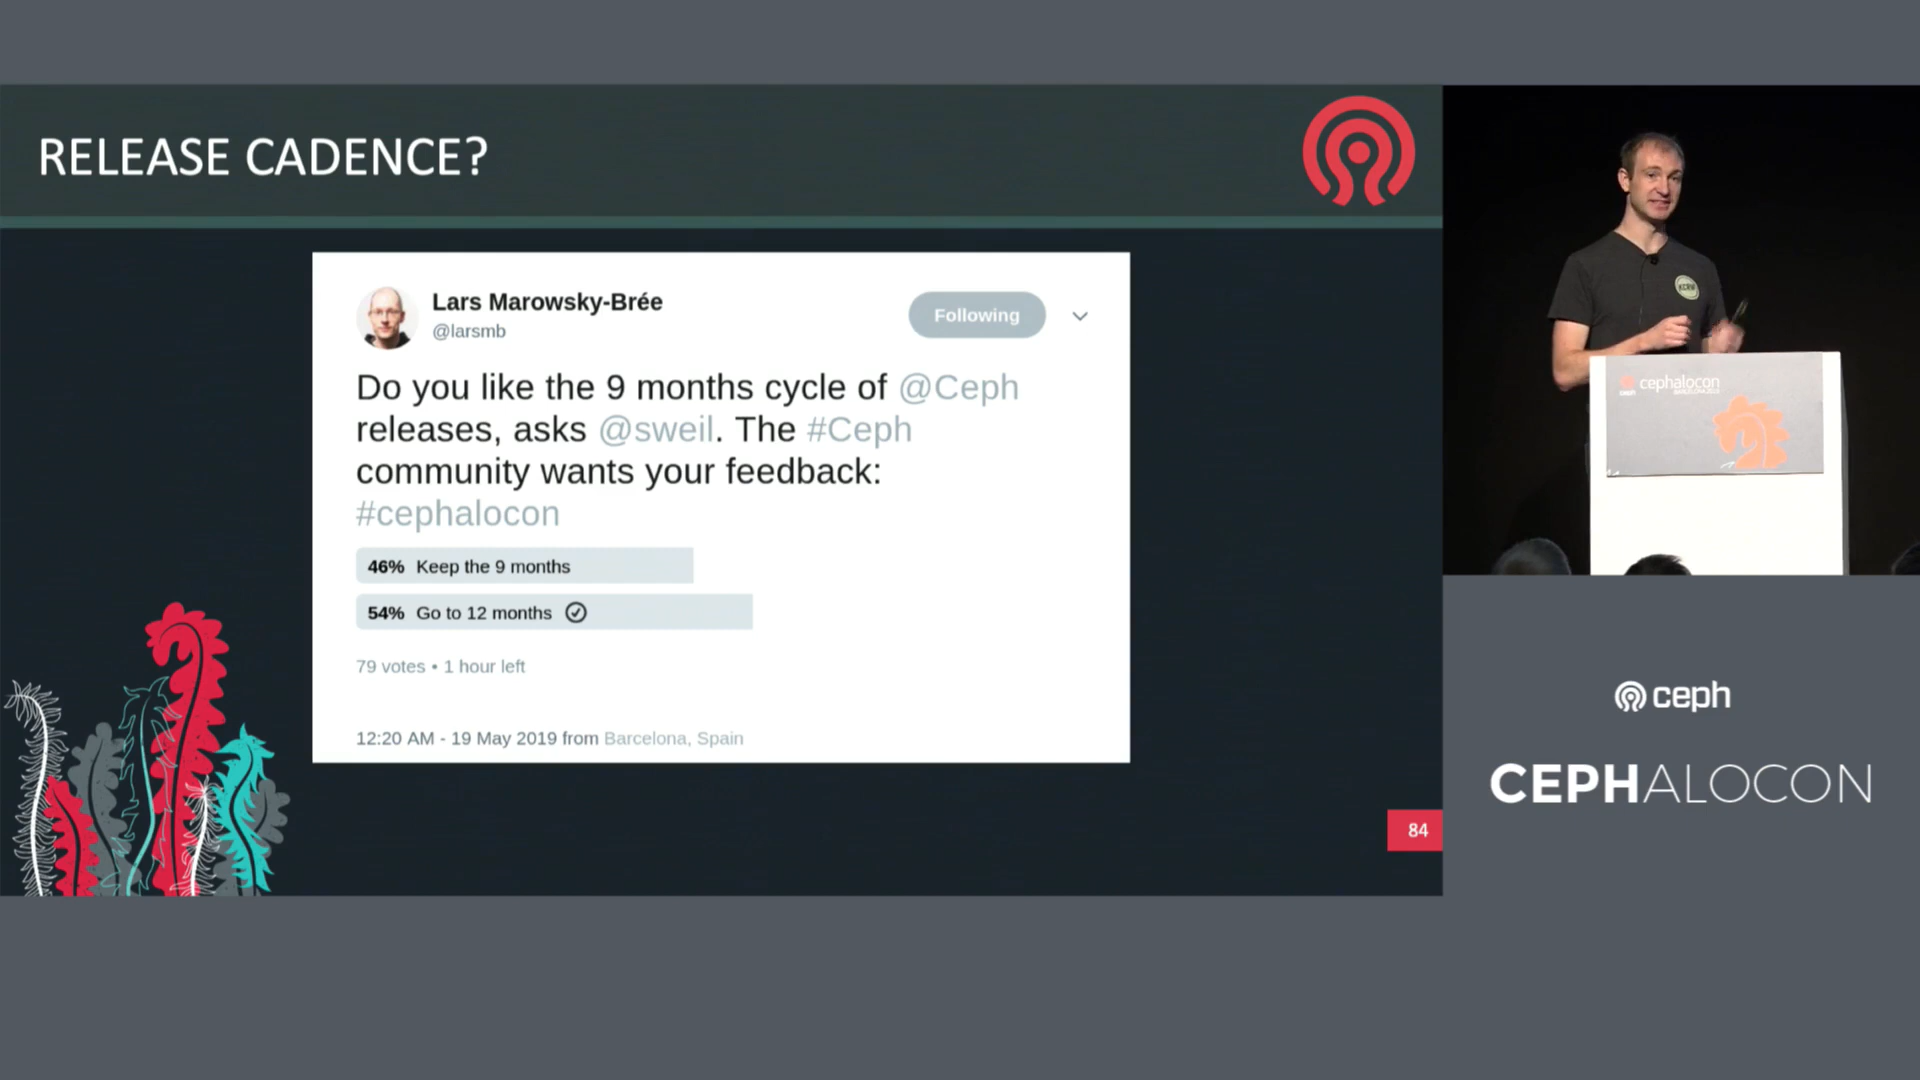 RELEASE CADENCE?
Lars Marowsky-Brée
@larsmb
Following
Do you like the 9 months cycle of @Ceph
releases, asks @sweil. The #Ceph
community wants your feedback:
#cephalocon
46% Keep the 9 months
54% Go to 12 months
79 votes • 1 hour left
12:20 AM - 19 May 2019 from Barcelona, Spain
84
KCRW
cephalocon
ceph
CEPHALOCON